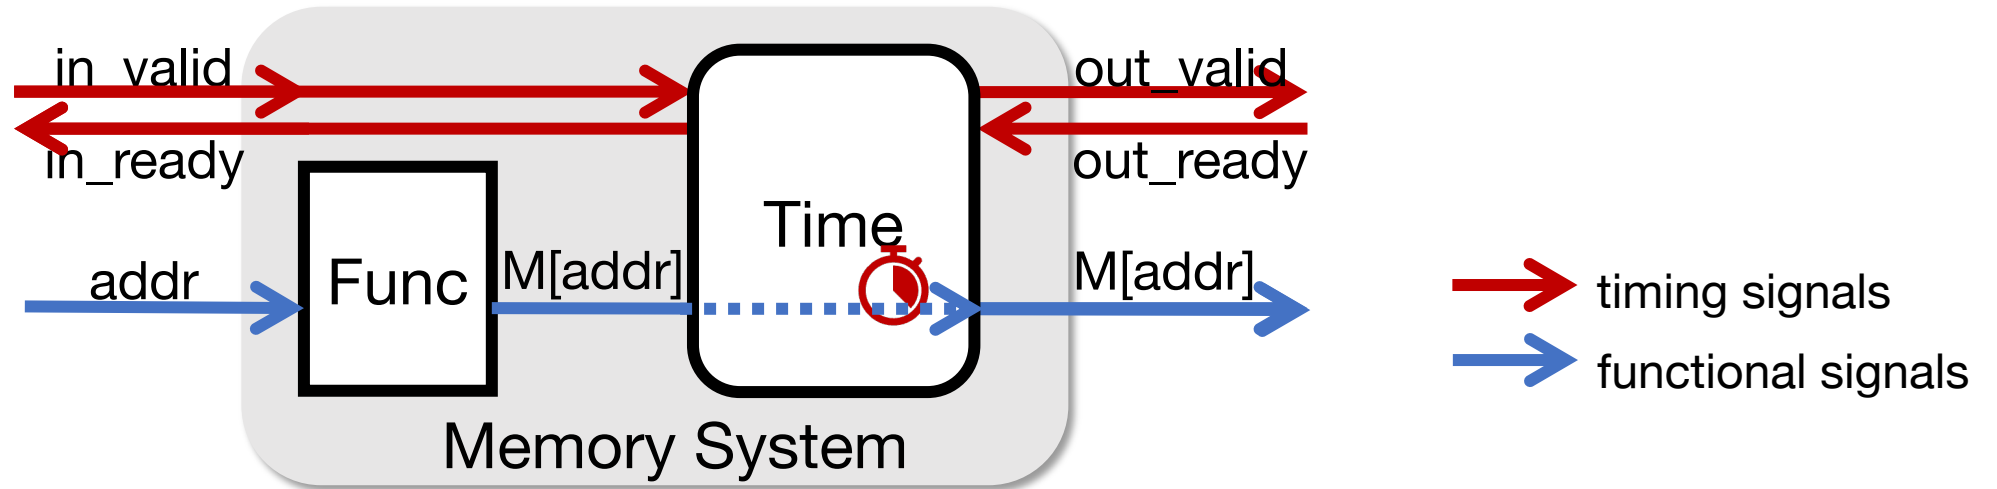 in_valid
out_valid
in_ready
out_ready
Time
addr
Func
M[addr]
M[addr]
timing signals
functional signals
Memory System